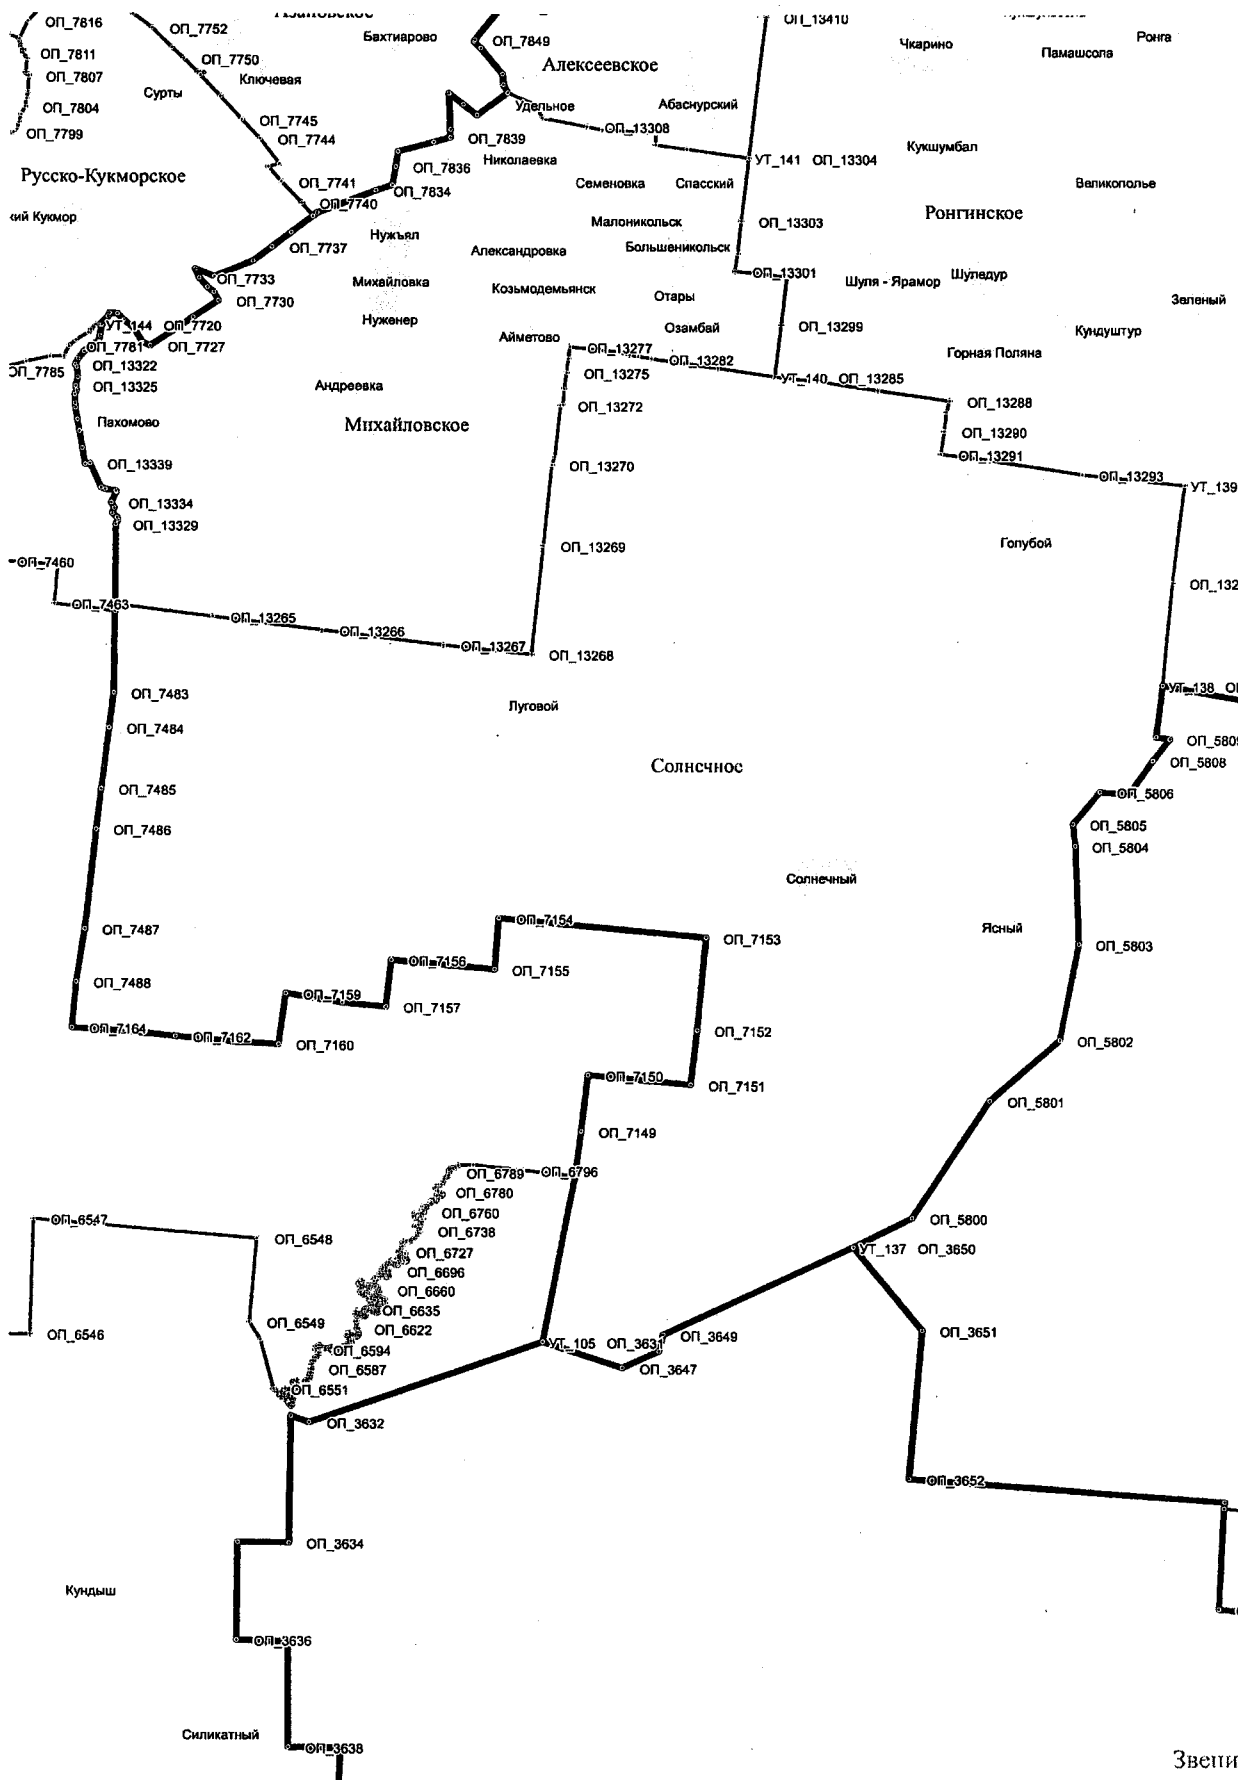 ОП_7816
ОП_7752
Азановское
ОП_13410
Бахтиарово
ОП_7849
Чкарино
Ронга
Памашсола
ОП_7811
ОП_7750
ОП_7807
Ключевая
Алексеевское
Сурты
ОП_7804
Удельное
Абаснурский
ОП_7745
ОП_13308
ОП_7799
ОП_7744
ОП_7839
Кукшумбал
Николаевка
УТ_141
ОП_13304
ОП_7836
Русско-Кукморское
ОП_7741
ОП_7834
Семеновка
Спасский
Великополье
ОП_7740
кий Кукмор
Ронгинское
Малоникольск
ОП_13303
Нужъял
ОП_7737
Александровка
Большеникольск
ОП_7733
Михайловка
ОП_13301
Шуля - Ярамор
Шуледур
Козьмодемьянск
Отары
Зеленый
ОП_7730
Нуженер
УТ_144
ОП_7720
Айметово
Озамбай
ОП_13299
Кундуштур
ОП_7781
ОП_7727
ОП_13277
Горная Поляна
ОП_13322
ОП_13282
ОП_7785
ОП_13275
УТ_140
ОП_13285
ОП_13325
Андреевка
ОП_13272
ОП_13288
Пахомово
Михайловское
ОП_13290
ОП_13291
ОП_13339
ОП_13270
ОП_13293
УТ_139
ОП_13334
ОП_13329
Голубой
ОП_13269
ОП_7460
ОП_132
ОП_7463
ОП_13265
ОП_13266
ОП_13267
ОП_13268
ОП_7483
УТ_138
ОП
Луговой
ОП_7484
ОП_5809
ОП_5808
Солнечное
ОП_7485
ОП_5806
ОП_7486
ОП_5805
ОП_5804
Солнечный
ОП_7154
ОП_7487
Ясный
ОП_7153
ОП_5803
ОП_7156
ОП_7155
ОП_7488
ОП_7159
ОП_7157
ОП_7164
ОП_7162
ОП_7152
ОП_7160
ОП_5802
ОП_7150
ОП_7151
ОП_5801
ОП_7149
ОП_6789
ОП_6796
ОП_6780
ОП_6760
ОП_6547
ОП_5800
ОП_6738
ОП_6548
УТ_137
ОП_3650
ОП_6727
ОП_6696
ОП_6660
ОП_6635
ОП_6549
ОП_6622
ОП_3651
ОП_6546
ОП_3649
УТ_105
ОП_3631
ОП_6594
ОП_6587
ОП_3647
ОП_6551
ОП_3632
ОП_3652
ОП_3634
Кундыш
ОП_3636
Силикатный
ОП_3638
Звени